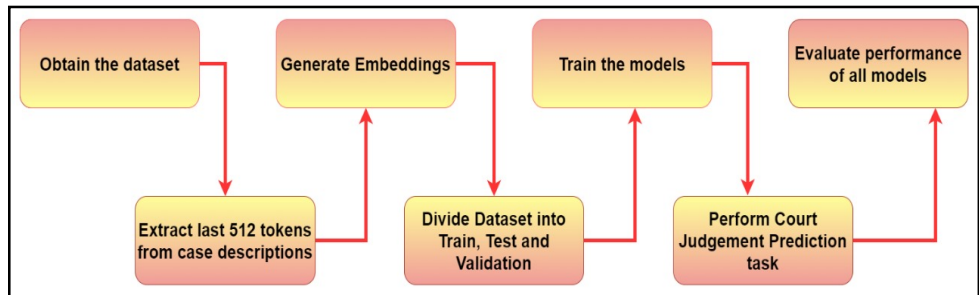 Obtain the dataset
Extract last 512 tokens
from case descriptions
Generate Embeddings
Divide Dataset into
Train, Test and
Validation
Train the models
Perform Court
Judgement Prediction
task
Evaluate performance
of all models